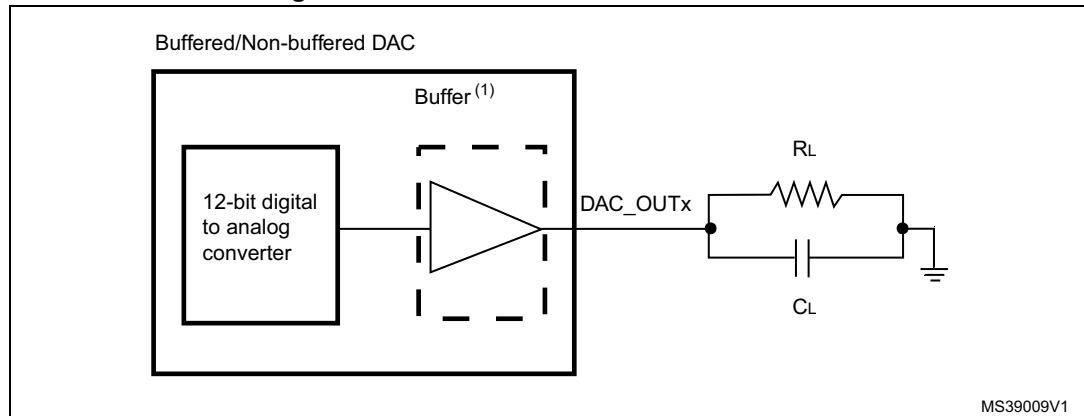 Buffered/Non-buffered DAC
Buffer (1)
12-bit digital
to analog
converter
DAC_OUTx
RL
CL
MS39009V1